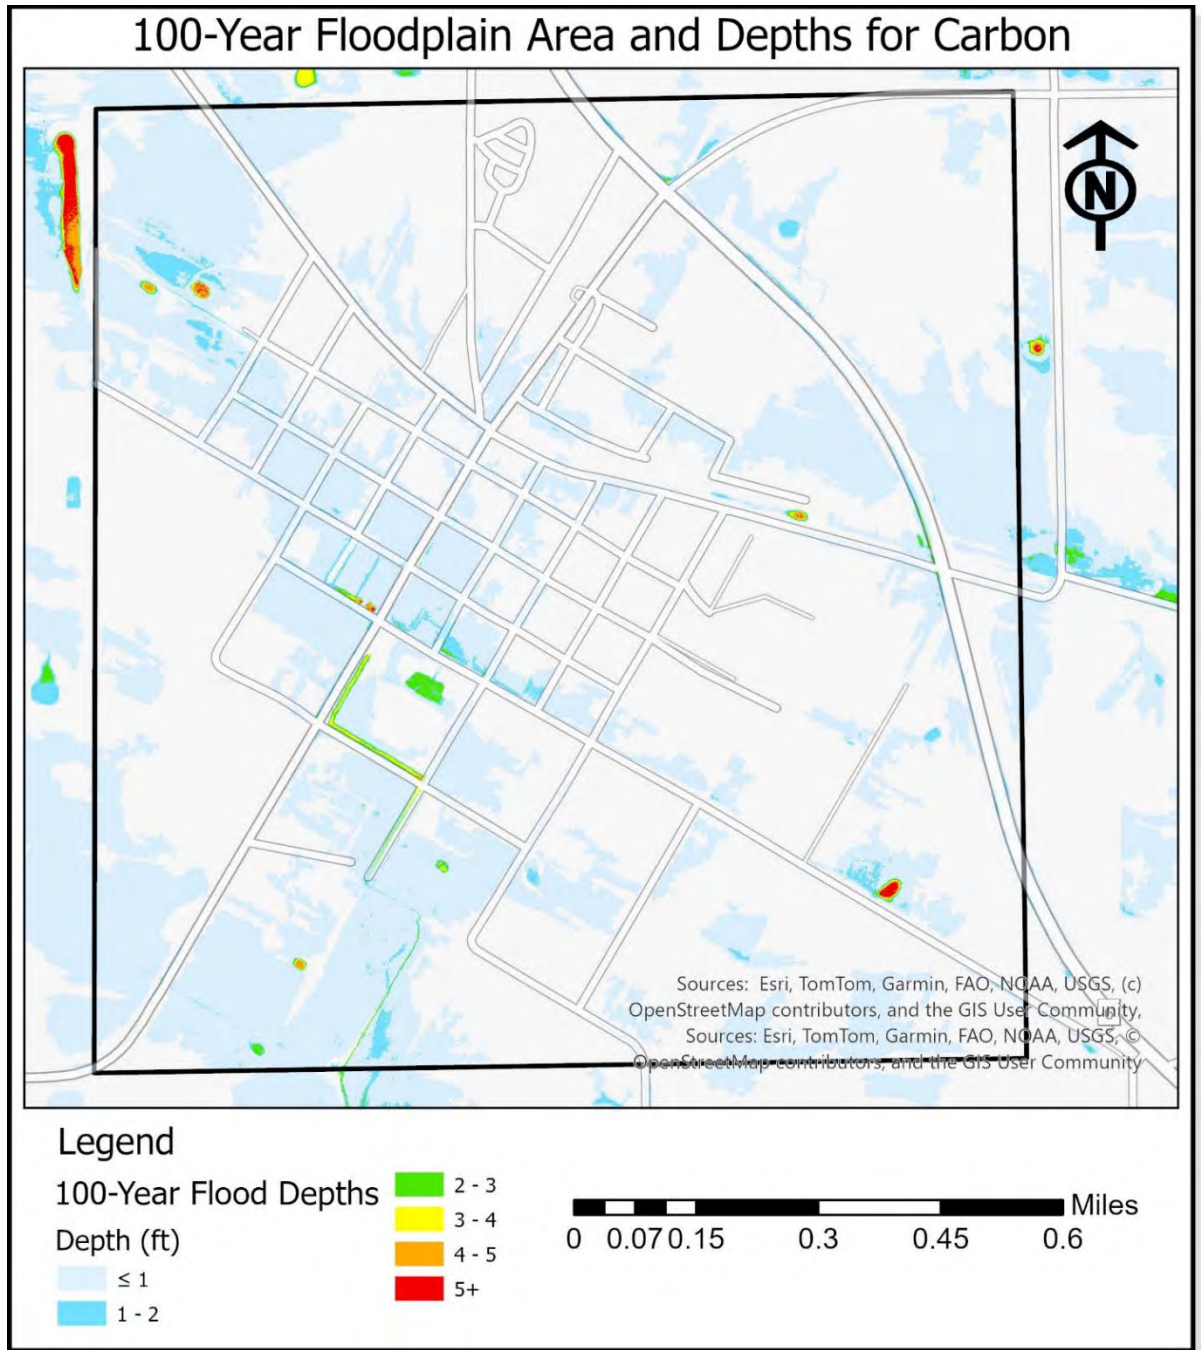 100-Year Floodplain Area and Depths for Carbon
N
Sources: Esri, TomTom, Garmin, FAO, NOAA, USGS, (c)
OpenStreetMap contributors, and the GIS User Community,
Sources: Esri, TomTom, Garmin, FAO, NOAA, USGS, ©
OpenStreetMap contributors, and the GIS User Community
Legend
100-Year Flood Depths
Depth (ft)
≤ 1
1 - 2
2 - 3
3 - 4
4 - 5
5+
Miles
0 0.07 0.15 0.3 0.45 0.6